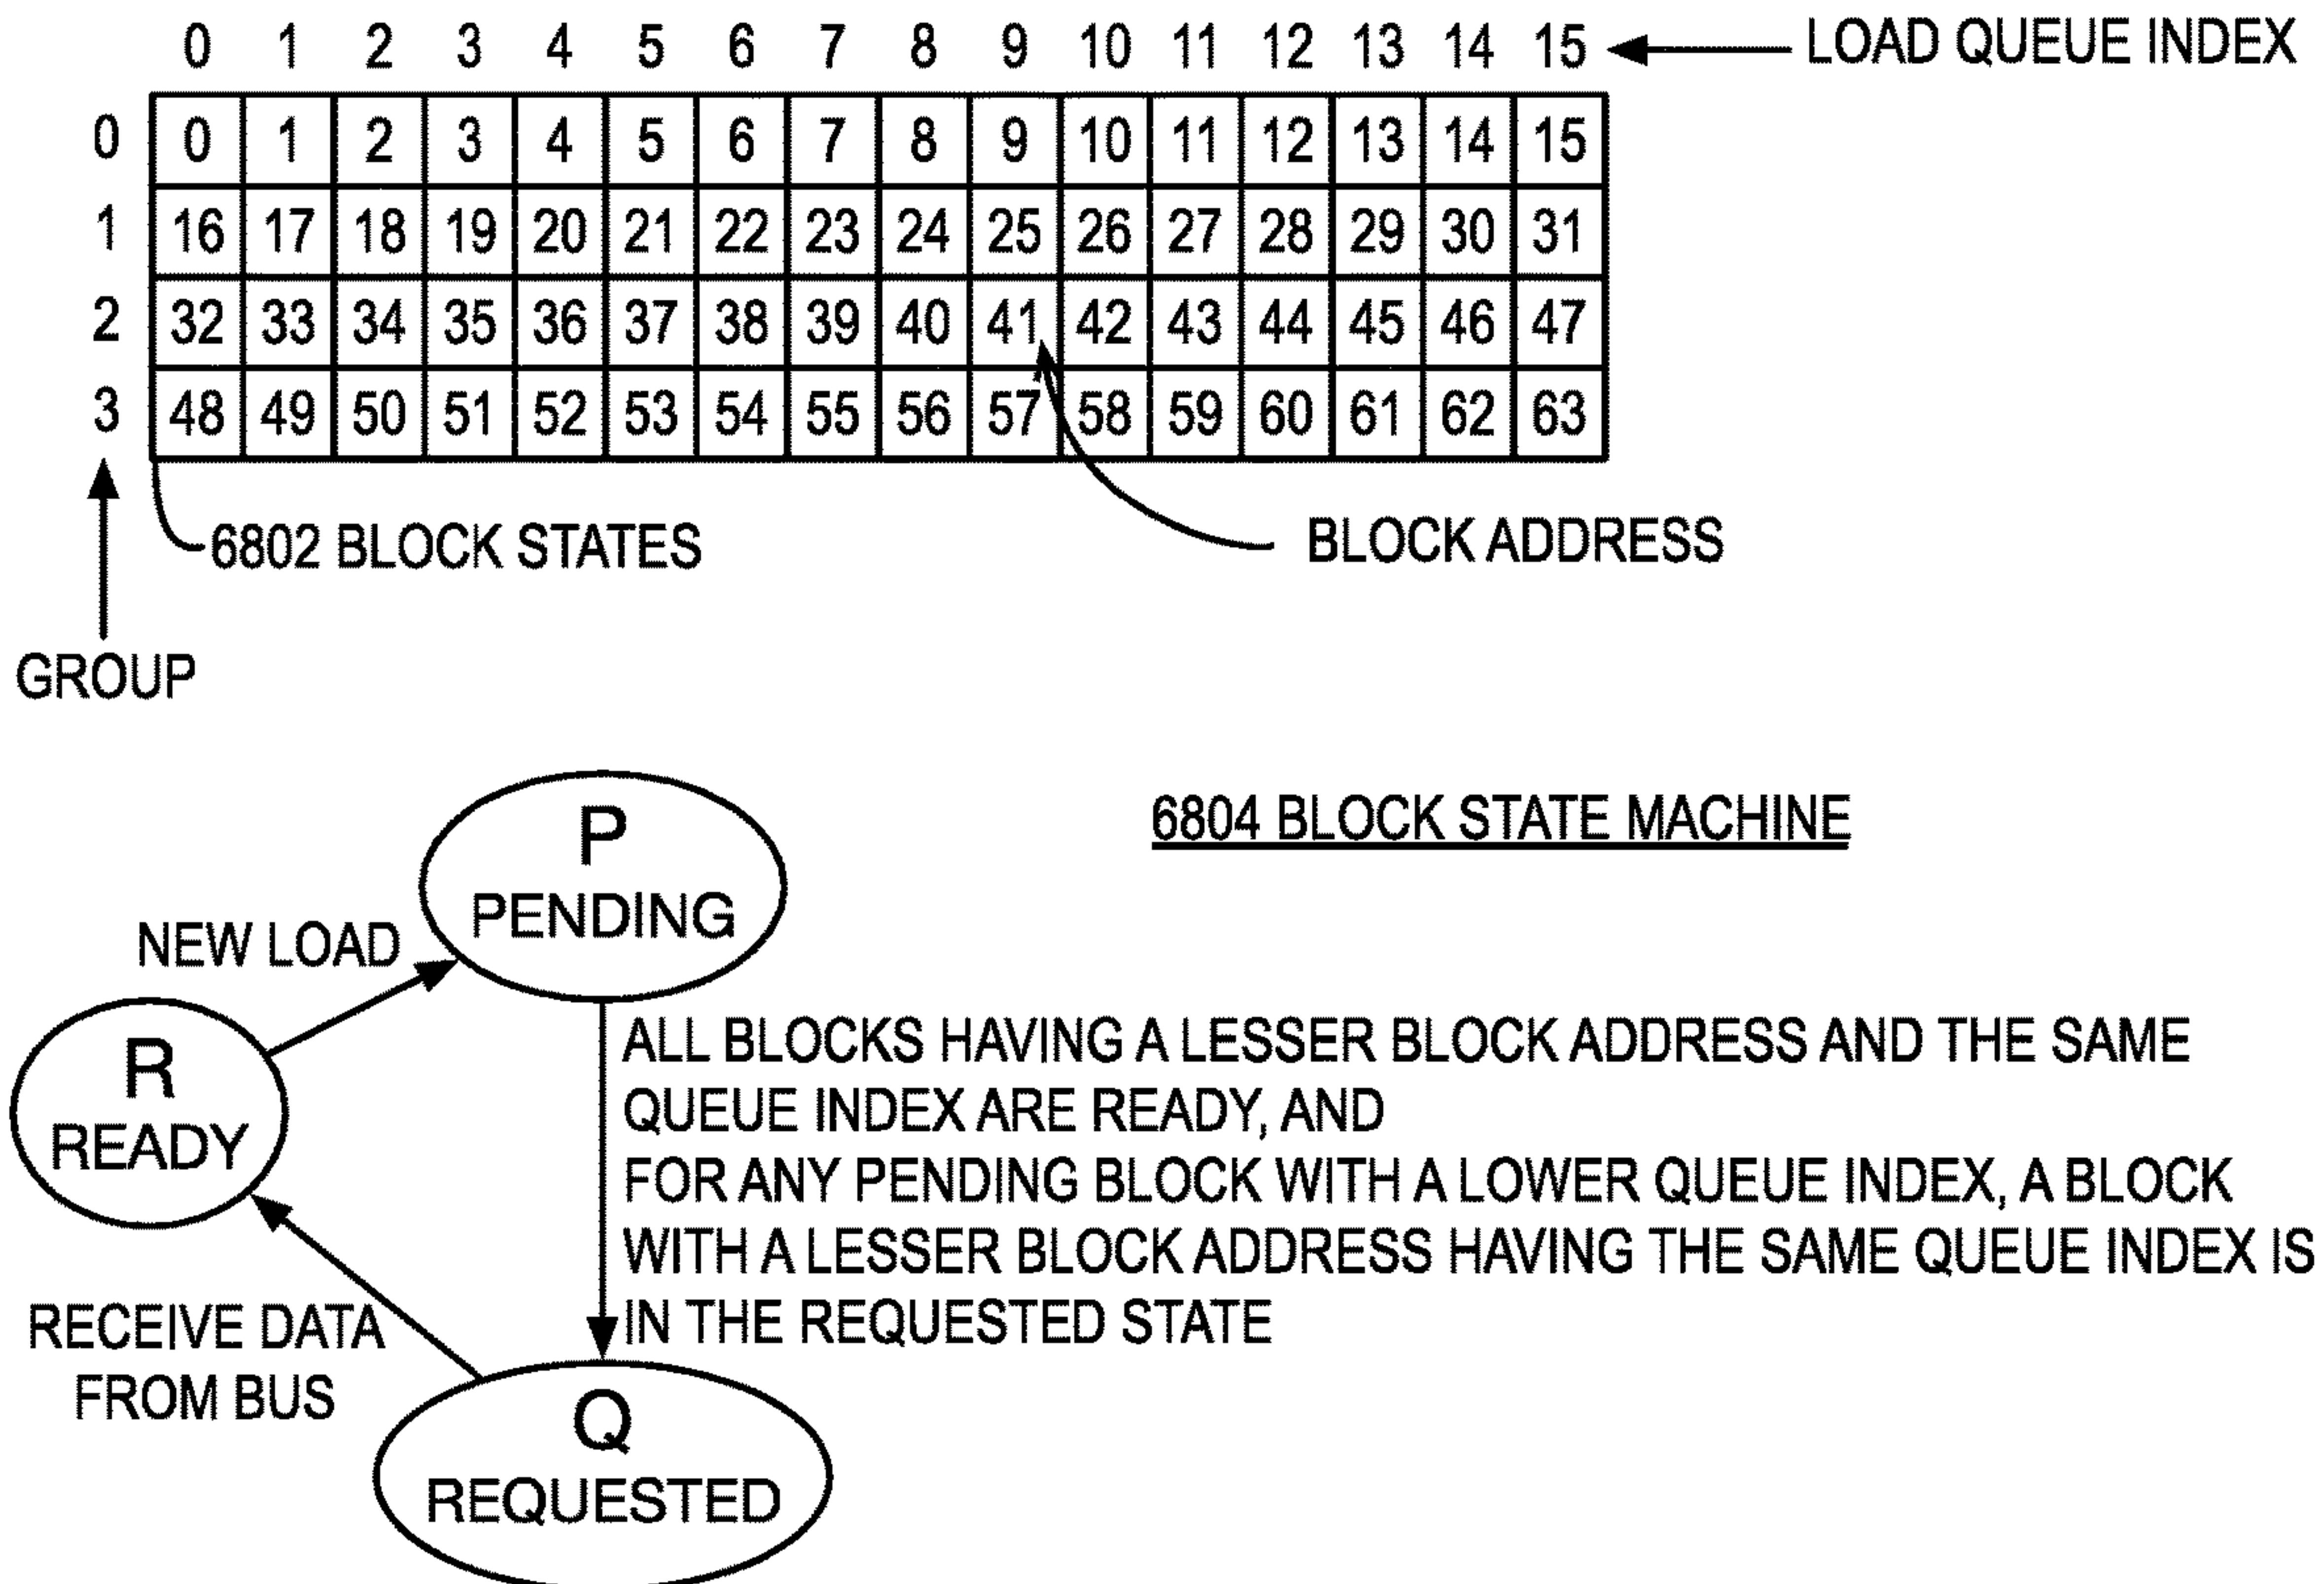 0 1 2 3 4 5 6 7 8 9 10 11 12 13 14 15 LOAD QUEUE INDEX
0 0 1 2 3 4 5 6 7 8 9 10 11 12 13 14 15
1 16 17 18 19 20 21 22 23 24 25 26 27 28 29 30 31
2 32 33 34 35 36 37 38 39 40 41 42 43 44 45 46 47
3 48 49 50 51 52 53 54 55 56 57 58 59 60 61 62 63
6802 BLOCK STATES
BLOCK ADDRESS
GROUP
6804 BLOCK STATE MACHINE
P
PENDING
NEW LOAD
R
READY
ALL BLOCKS HAVING A LESSER BLOCK ADDRESS AND THE SAME
QUEUE INDEX ARE READY, AND
FOR ANY PENDING BLOCK WITH A LOWER QUEUE INDEX, A BLOCK
WITH A LESSER BLOCK ADDRESS HAVING THE SAME QUEUE INDEX IS
IN THE REQUESTED STATE
RECEIVE DATA
FROM BUS
Q
REQUESTED